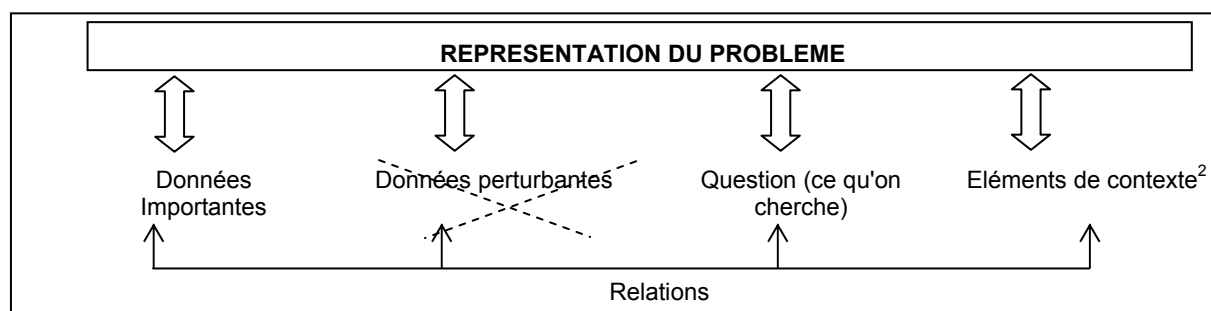 REPRESENTATION DU PROBLEME
Données
Importantes
Données perturbantes
Question (ce qu'on
cherche)
Eléments de contexte²
Relations